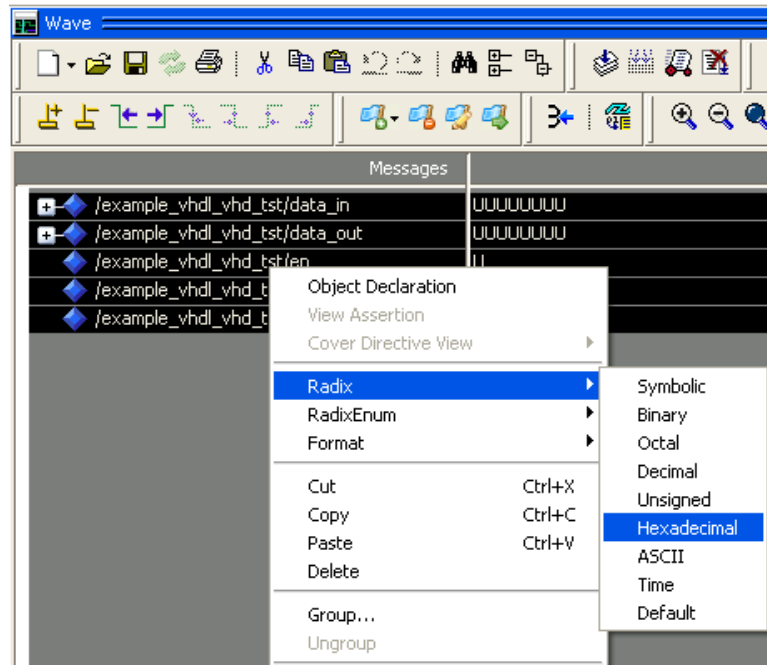 Wave
Messages
/example_vhdl_vhd_tst/data_in UUUUUUUU
/example_vhdl_vhd_tst/data_out UUUUUUUU
/example_vhdl_vhd_tst/en U
/example_vhdl_vhd_t
/example_vhdl_vhd_t
Object Declaration
View Assertion
Cover Directive View
Radix
RadixEnum
Format
Cut Ctrl+X
Copy Ctrl+C
Paste Ctrl+V
Delete
Group...
Ungroup
Symbolic
Binary
Octal
Decimal
Unsigned
Hexadecimal
ASCII
Time
Default